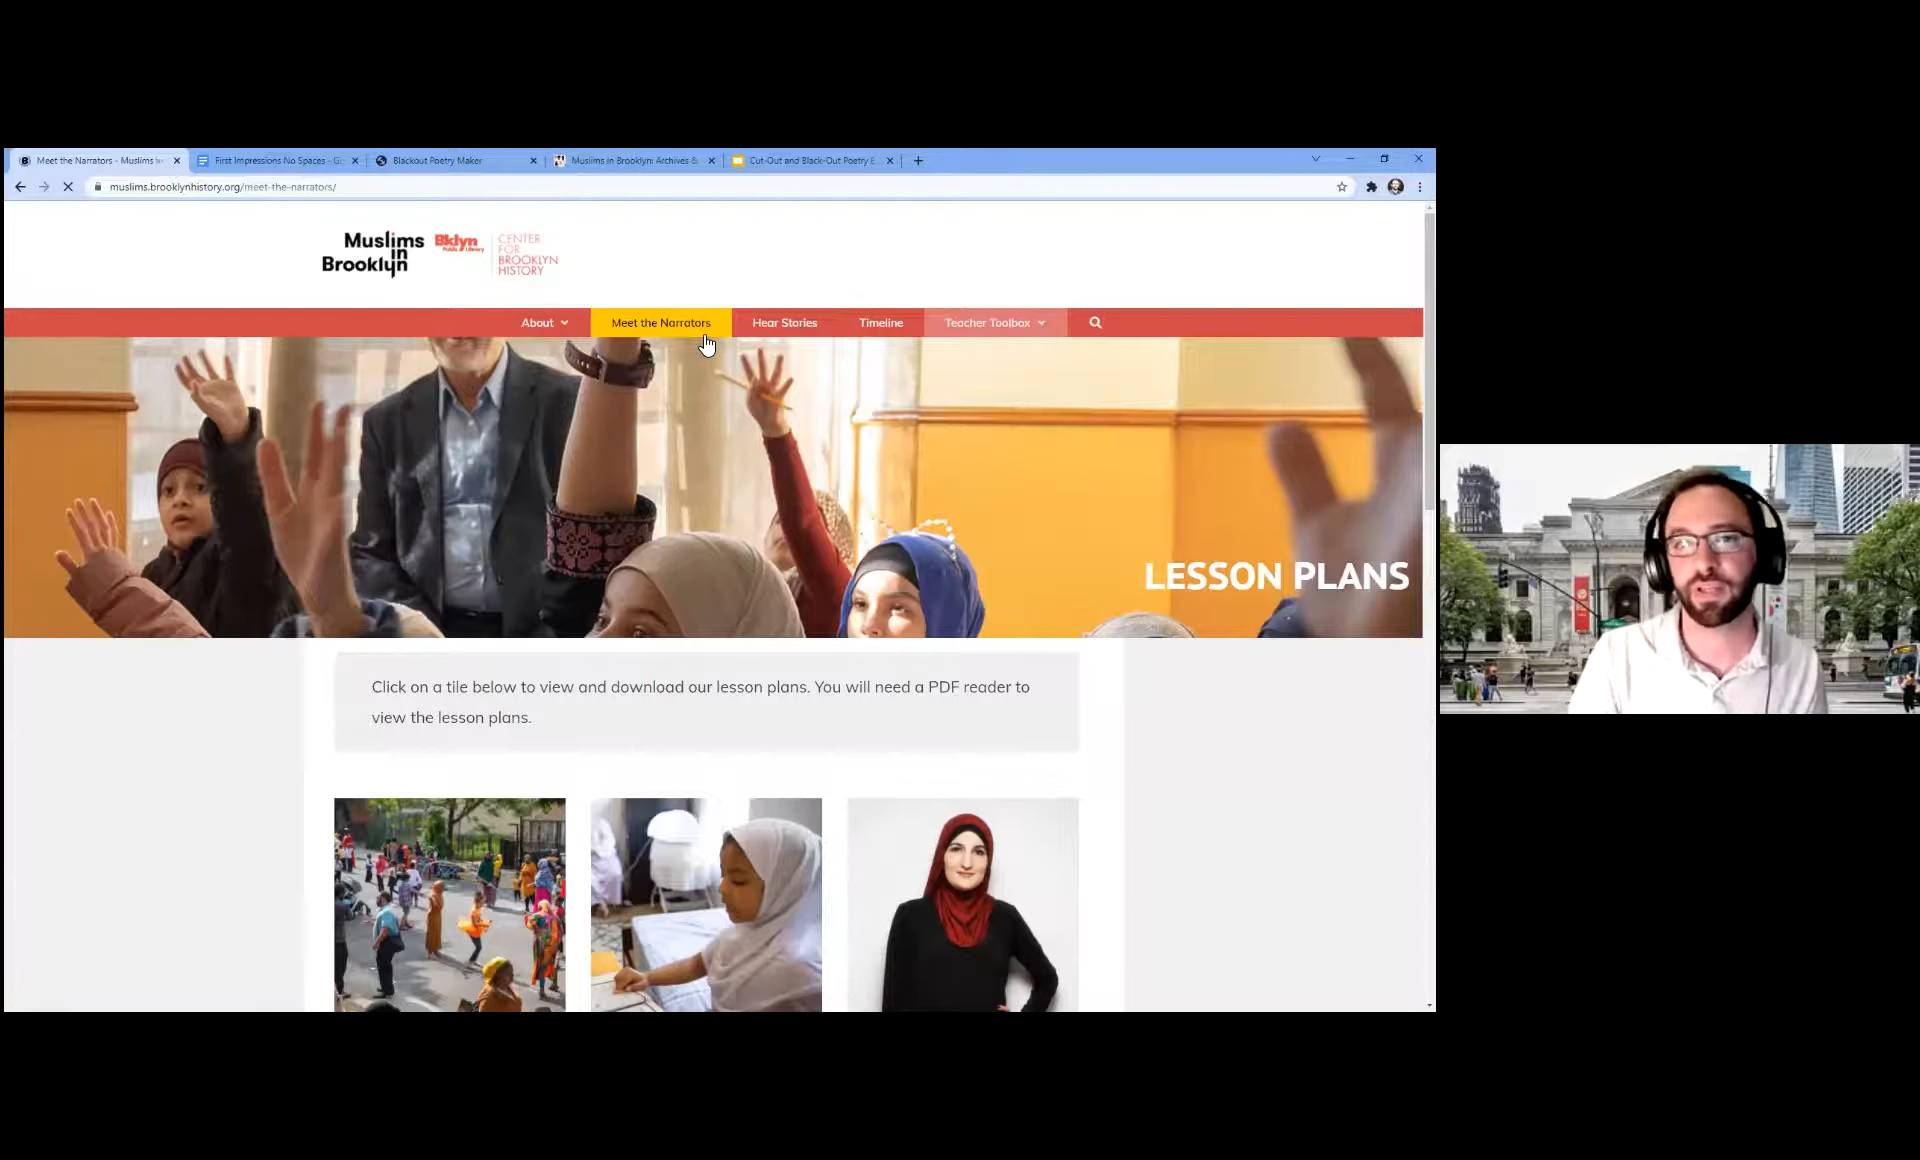 Meet the Narrators - Muslims in
First Impressions No Spaces - G
Blackout Poetry Maker
Muslims in Brooklyn: Archives &
Cut-Out and Black-Out Poetry E
muslims.brooklynhistory.org/meet-the-narrators/
Muslims
in
Brooklyn
Bklyn
Public Library
CENTER
FOR
BROOKLYN
HISTORY
About
Meet the Narrators
Hear Stories
Timeline
Teacher Toolbox
LESSON PLANS
Click on a tile below to view and download our lesson plans. You will need a PDF reader to
view the lesson plans.